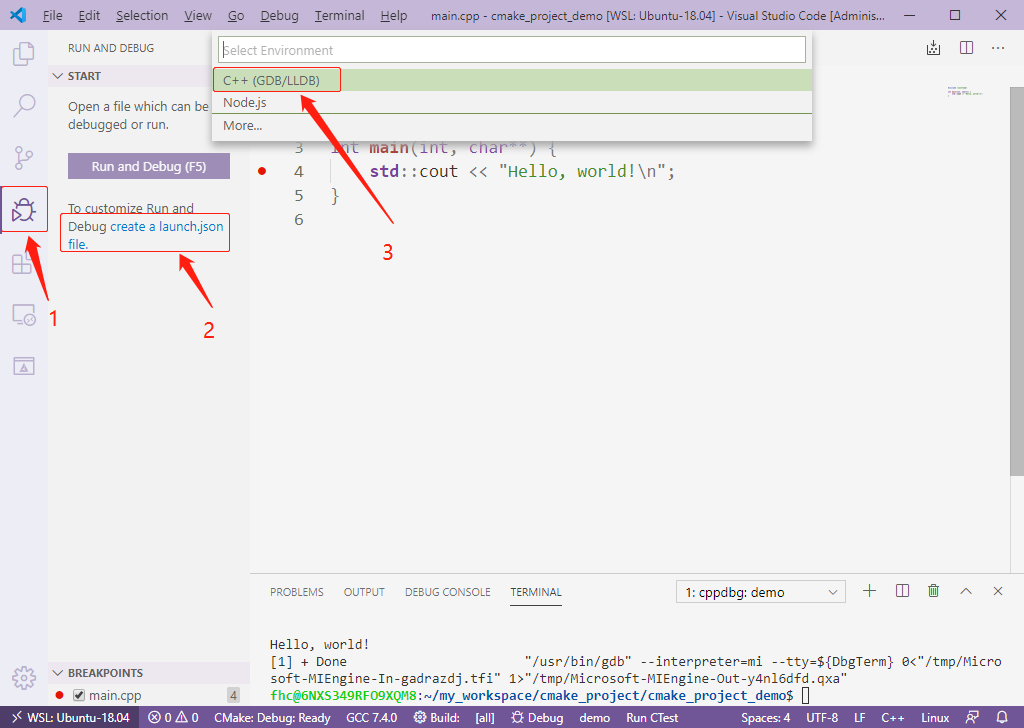 File Edit Selection View Go Debug Terminal Help main.cpp - cmake_project_demo [WSL: Ubuntu-18.04] - Visual Studio Code [Adminis...
RUN AND DEBUG
Select Environment
START
C++ (GDB/LLDB)
Open a file which can be
debugged or run.
Node.js
More...
Run and Debug (F5)
3 int main(int, char**) {
4 std::cout << "Hello, world!\n";
5 }
6
To customize Run and
Debug create a launch.json
file.
1
2
3
PROBLEMS OUTPUT DEBUG CONSOLE TERMINAL 1: cppdbg: demo
Hello, world!
[1] + Done "/usr/bin/gdb" --interpreter=mi --tty=${DbgTerm} 0<"/tmp/Micro
soft-MIEngine-In-gadrazdj.tfi" 1>"/tmp/Microsoft-MIEngine-Out-y4nl6dfd.qxa"
fhc@6NXS349RFO9XQM8:~/my_workspace/cmake_project/cmake_project_demo$
BREAKPOINTS
main.cpp 4
WSL: Ubuntu-18.04 0 0 CMake: Debug: Ready GCC 7.4.0 Build: [all] Debug demo Run CTest Spaces: 4 UTF-8 LF C++ Linux